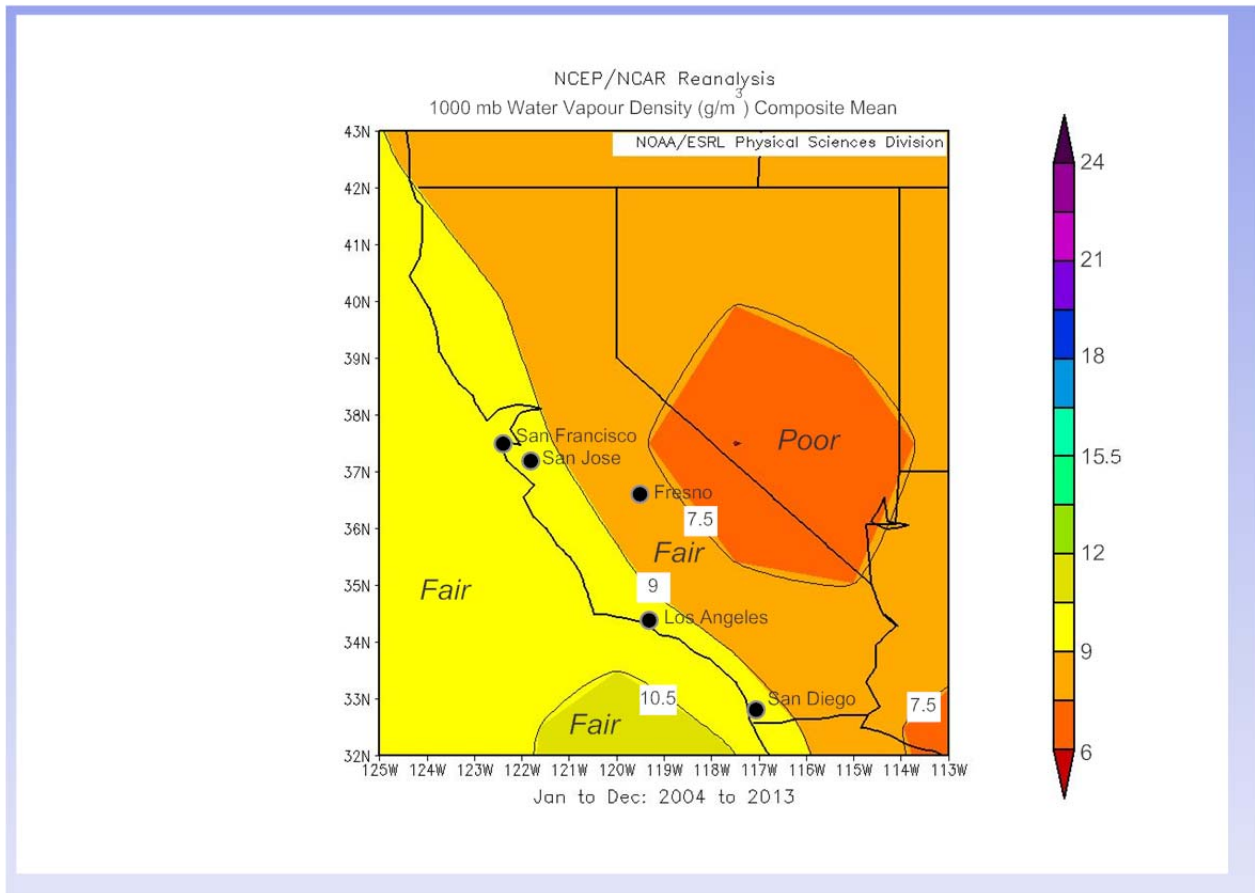 NCEP/NCAR Reanalysis
1000 mb Water Vapour Density (g/m³) Composite Mean
NOAA/ESRL Physical Sciences Division
43N
42N
41N
40N
39N
38N
37N
36N
35N
34N
33N
32N
San Francisco
San Jose
Fresno
Poor
7.5
Fair
Fair
9
Los Angeles
10.5
San Diego
7.5
Fair
125W 124W 123W 122W 121W 120W 119W 118W 117W 116W 115W 114W 113W
Jan to Dec: 2004 to 2013
24
21
18
15.5
12
9
6